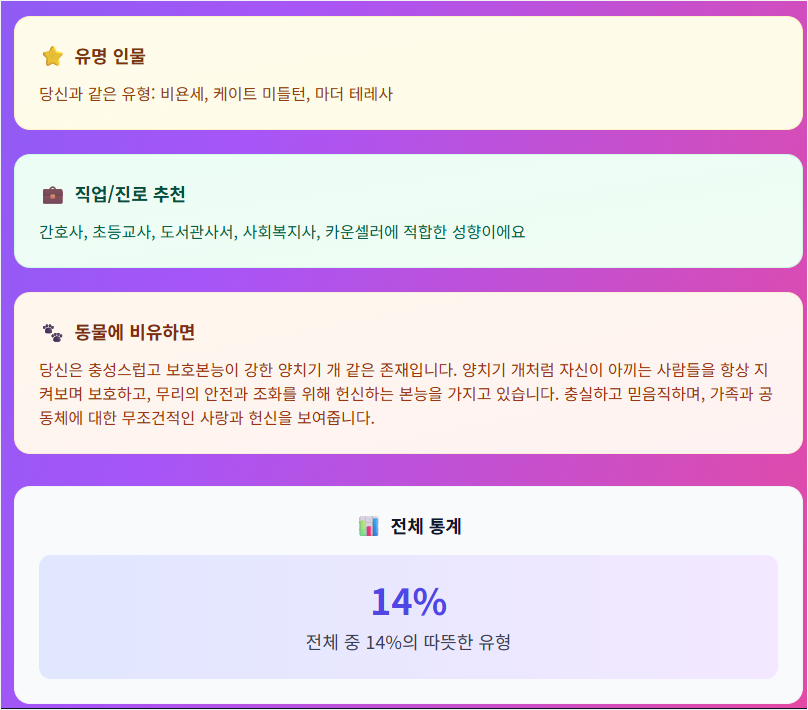 유명 인물
당신과 같은 유형: 비욘세, 케이트 미들턴, 마더 테레사
직업/진로 추천
간호사, 초등교사, 도서관사서, 사회복지사, 카운셀러에 적합한 성향이에요
동물에 비유하면
당신은 충성스럽고 보호본능이 강한 양치기 개 같은 존재입니다. 양치기 개처럼 자신이 아끼는 사람들을 항상 지
켜보며 보호하고, 무리의 안전과 조화를 위해 헌신하는 본능을 가지고 있습니다. 충실하고 믿음직하며, 가족과 공
동체에 대한 무조건적인 사랑과 헌신을 보여줍니다.
전체 통계
14%
전체 중 14%의 따뜻한 유형